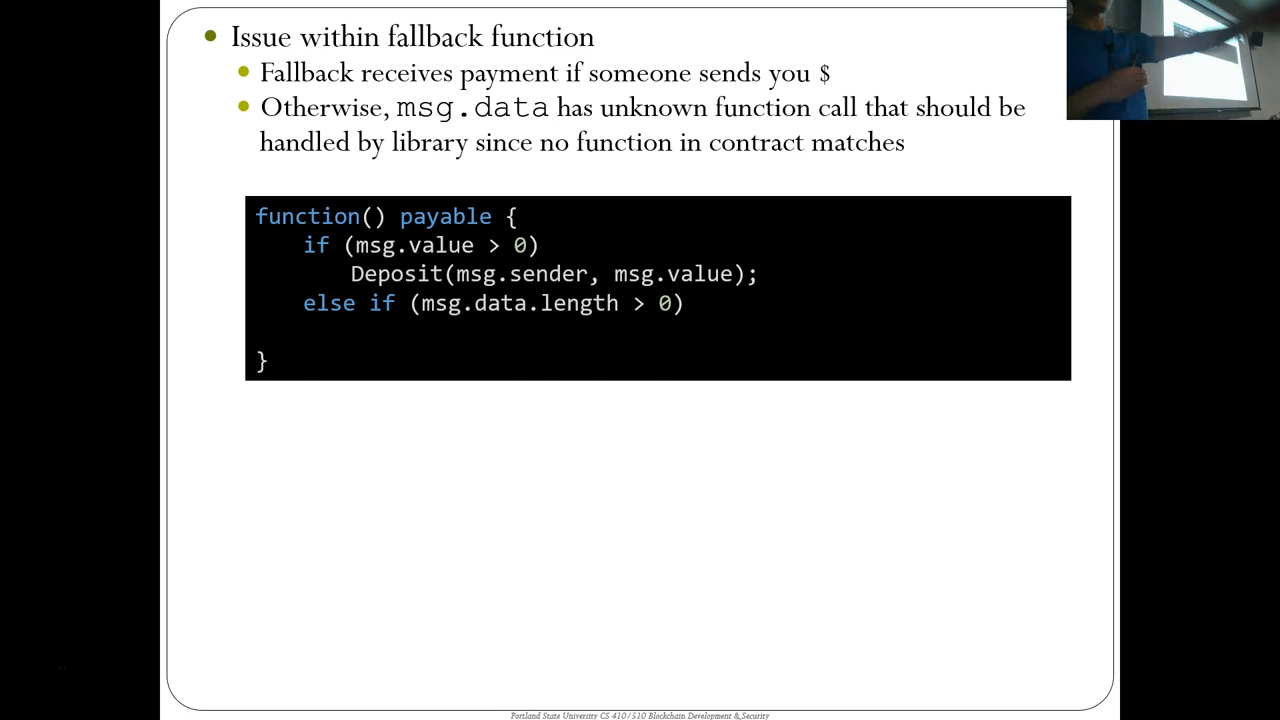 Issue within fallback function
Fallback receives payment if someone sends you $
Otherwise, msg.data has unknown function call that should be
handled by library since no function in contract matches
function() payable {
if (msg.value > 0)
Deposit(msg.sender, msg.value);
else if (msg.data.length > 0)
}
Portland State University CS 410/510 Blockchain Development & Security